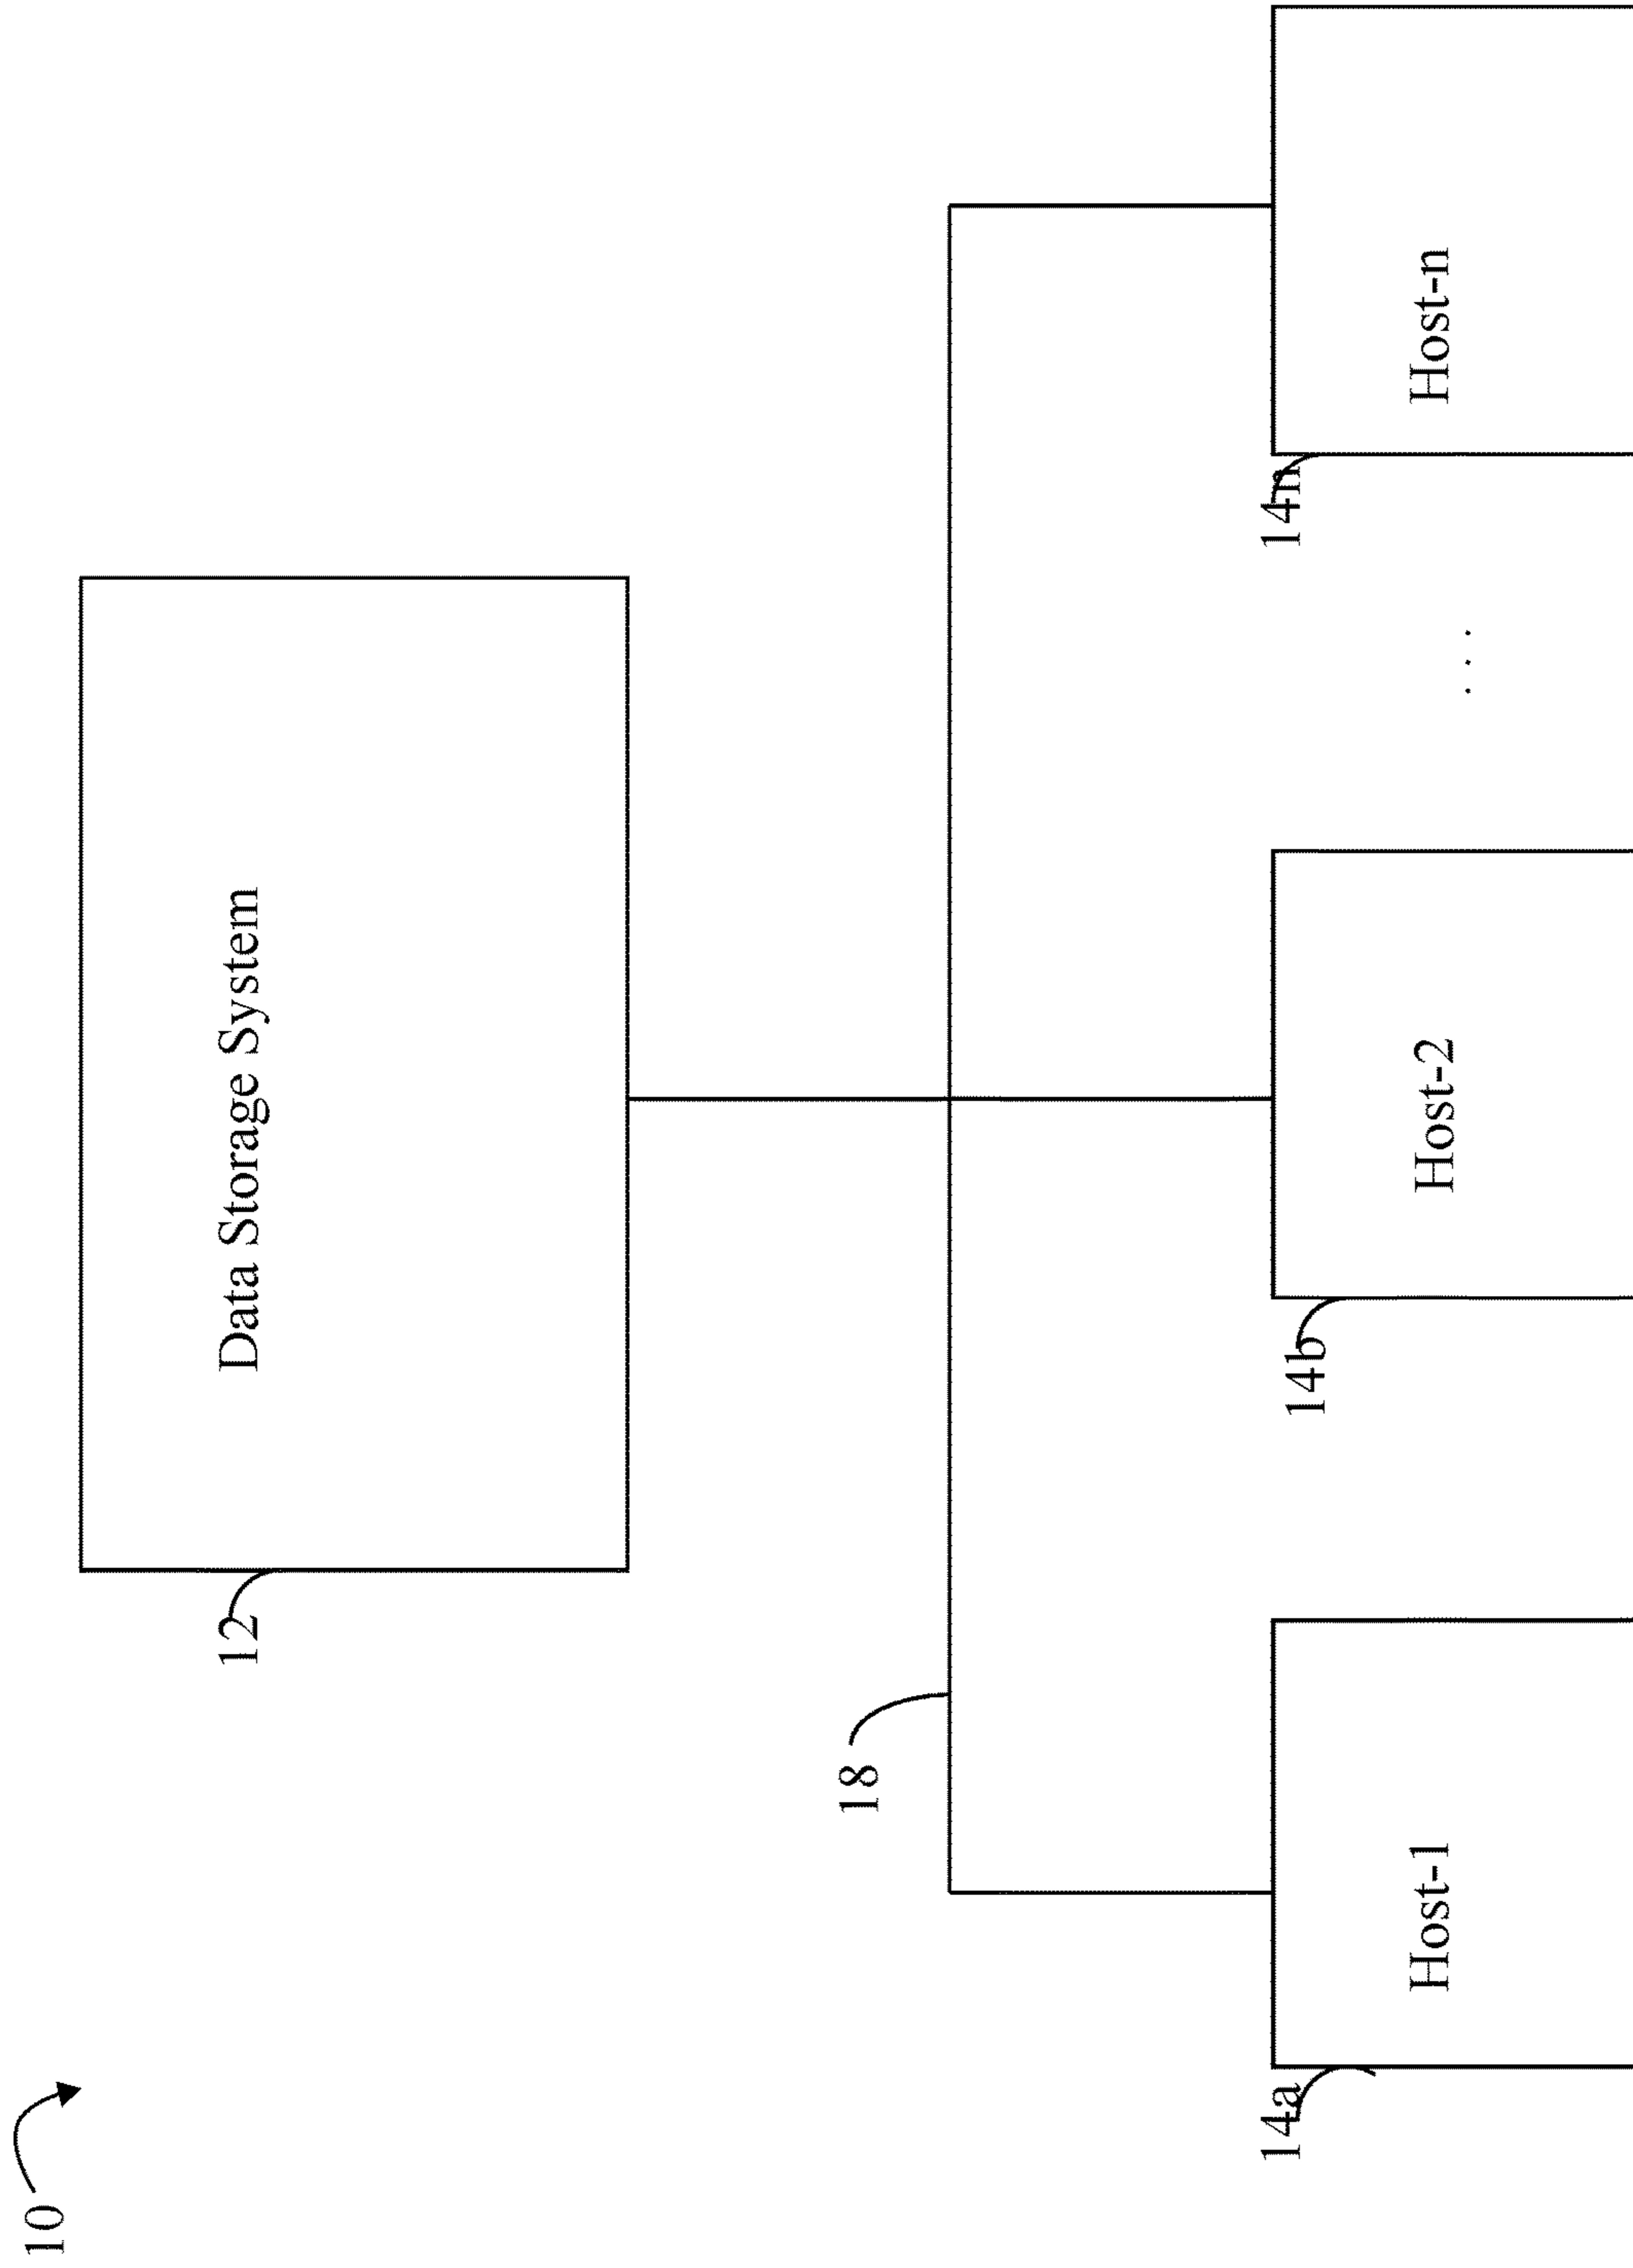 10
12
Data Storage System
18
14a
Host-1
14b
Host-2
. . .
14n
Host-n